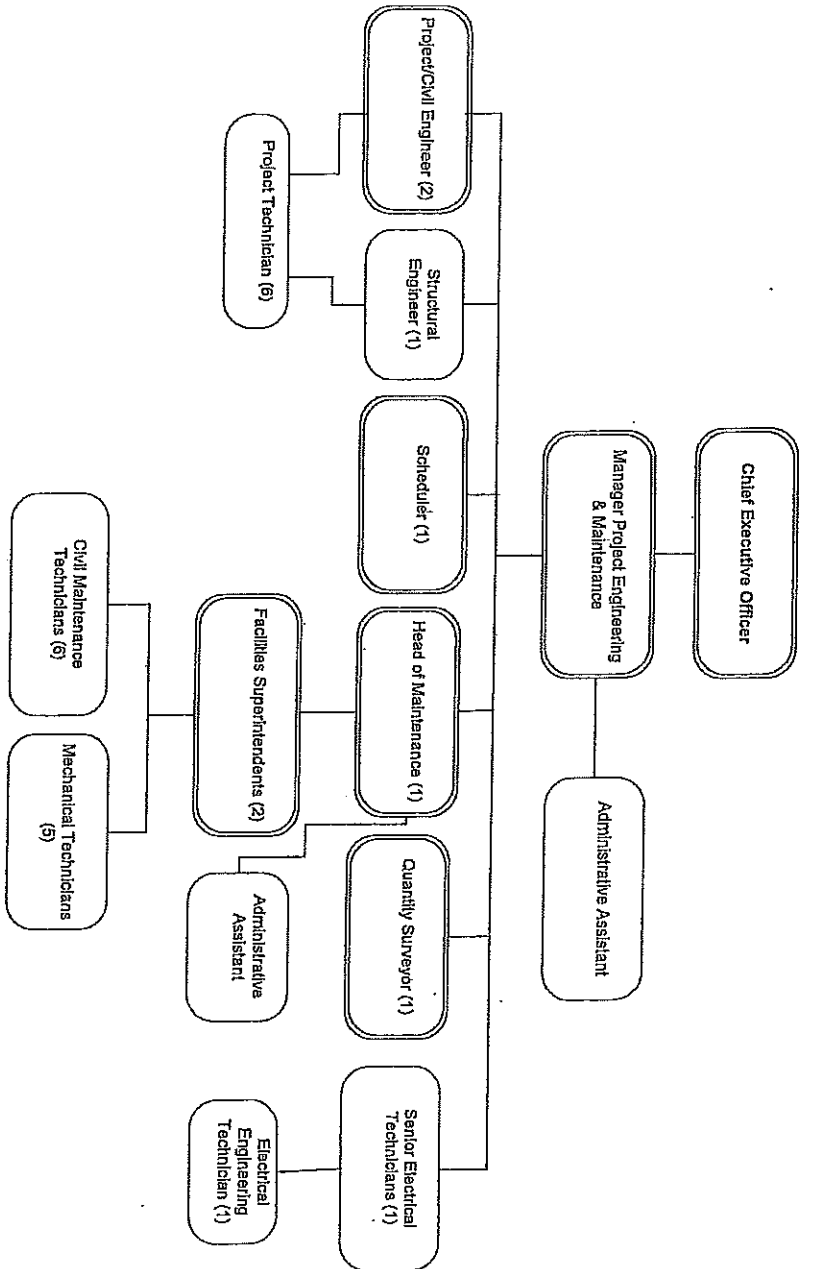 Chief Executive Officer
Manager Project Engineering
& Maintenance
Administrative Assistant
Project/Civil Engineer (2)
Structural
Engineer (1)
Scheduler (1)
Head of Maintenance (1)
Quantity Surveyor (1)
Senior Electrical
Technicians (1)
Project Technician (6)
Facilities Superintendents (2)
Administrative
Assistant
Electrical
Engineering
Technician (1)
Civil Maintenance
Technicians (6)
Mechanical Technicians
(5)